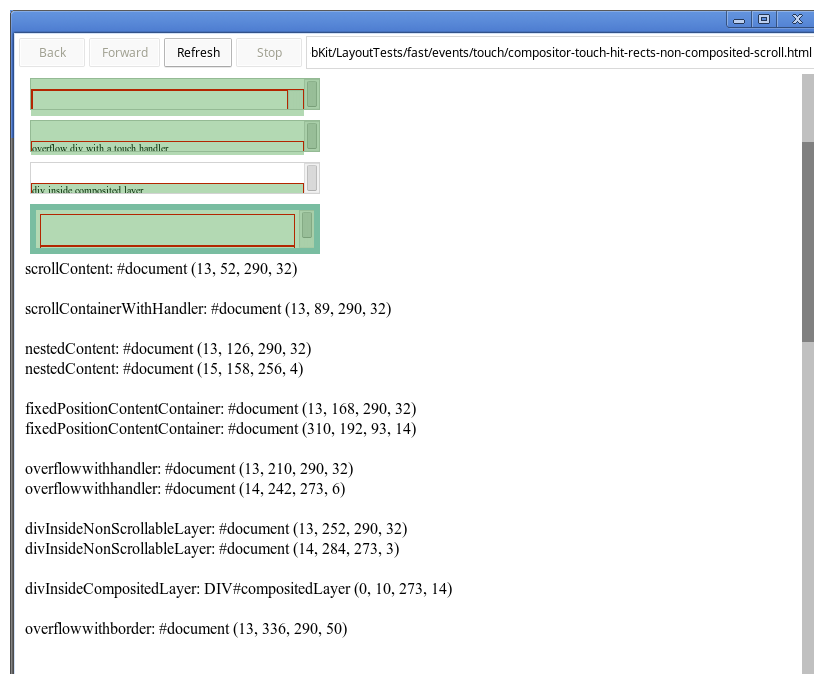 Back Forward Refresh Stop bKit/LayoutTests/fast/events/touch/compositor-touch-hit-rects-non-composited-scroll.html
overflow div with a touch handler
div inside composited layer
scrollContent: #document (13, 52, 290, 32)
scrollContainerWithHandler: #document (13, 89, 290, 32)
nestedContent: #document (13, 126, 290, 32)
nestedContent: #document (15, 158, 256, 4)
fixedPositionContentContainer: #document (13, 168, 290, 32)
fixedPositionContentContainer: #document (310, 192, 93, 14)
overflowwithhandler: #document (13, 210, 290, 32)
overflowwithhandler: #document (14, 242, 273, 6)
divInsideNonScrollableLayer: #document (13, 252, 290, 32)
divInsideNonScrollableLayer: #document (14, 284, 273, 3)
divInsideCompositedLayer: DIV#compositedLayer (0, 10, 273, 14)
overflowwithborder: #document (13, 336, 290, 50)